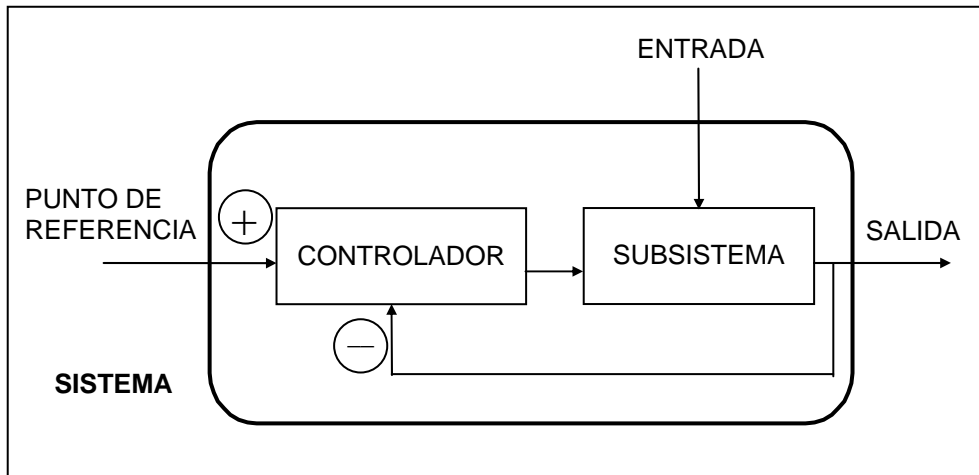 ENTRADA
PUNTO DE
REFERENCIA
+
CONTROLADOR
SUBSISTEMA
SALIDA
−
SISTEMA